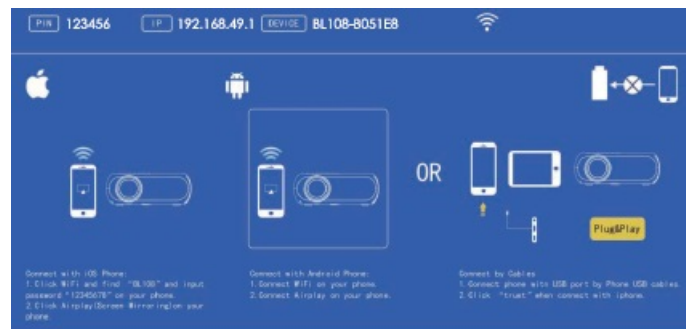 PIN 123456 IP 192.168.49.1 DEVICE BL108-8051E8
OR
Plug&Play
Connect with iOS Phone:
1.Click WiFi and find "BL108" and input
password "12345678" on your phone.
2.Click Airplay(Screen Mirroring)on your
phone.
Connect with Android Phone:
1.Connect WiFi on your phone.
2.Connect Airplay on your phone.
Connect by Cables
1.Connect phone with USB port by Phone USB cables.
2.Click "trust" when connect with iphone.